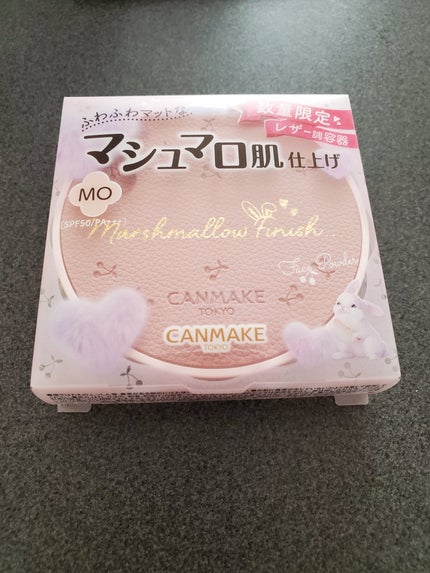 ふわふわマットな
マシュマロ肌仕上げ
数量限定
レザー調容器
MO
[SPF50/PA+++]
Marshmallow Finish...
Face Powder
CANMAKE
TOKYO
CANMAKE
TOKYO